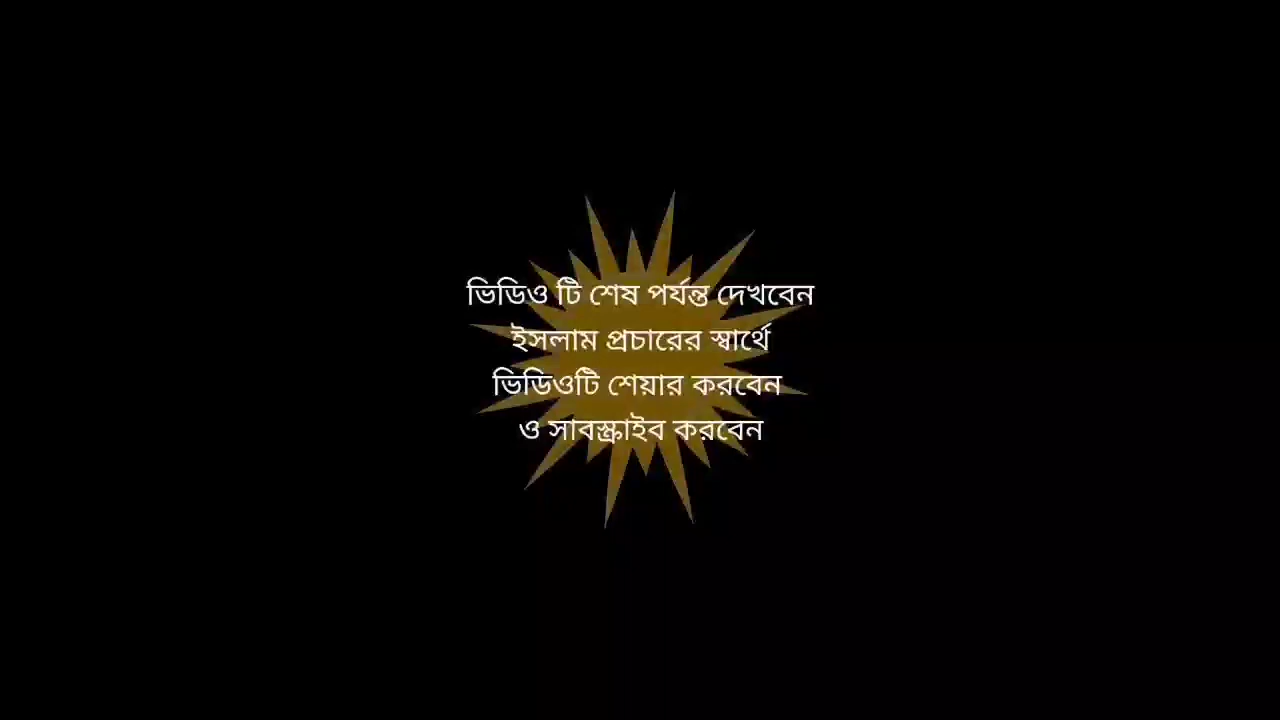 ভিডিও টি শেষ পর্যন্ত দেখবেন
ইসলাম প্রচারের স্বার্থে
ভিডিওটি শেয়ার করবেন
ও সাবস্ক্রাইব করবেন